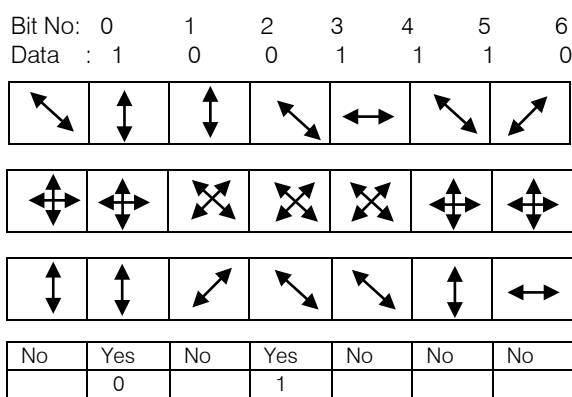 Bit No: 0 1 2 3 4 5 6
Data : 1 0 0 1 1 1 0
No Yes No Yes No No No
0 1